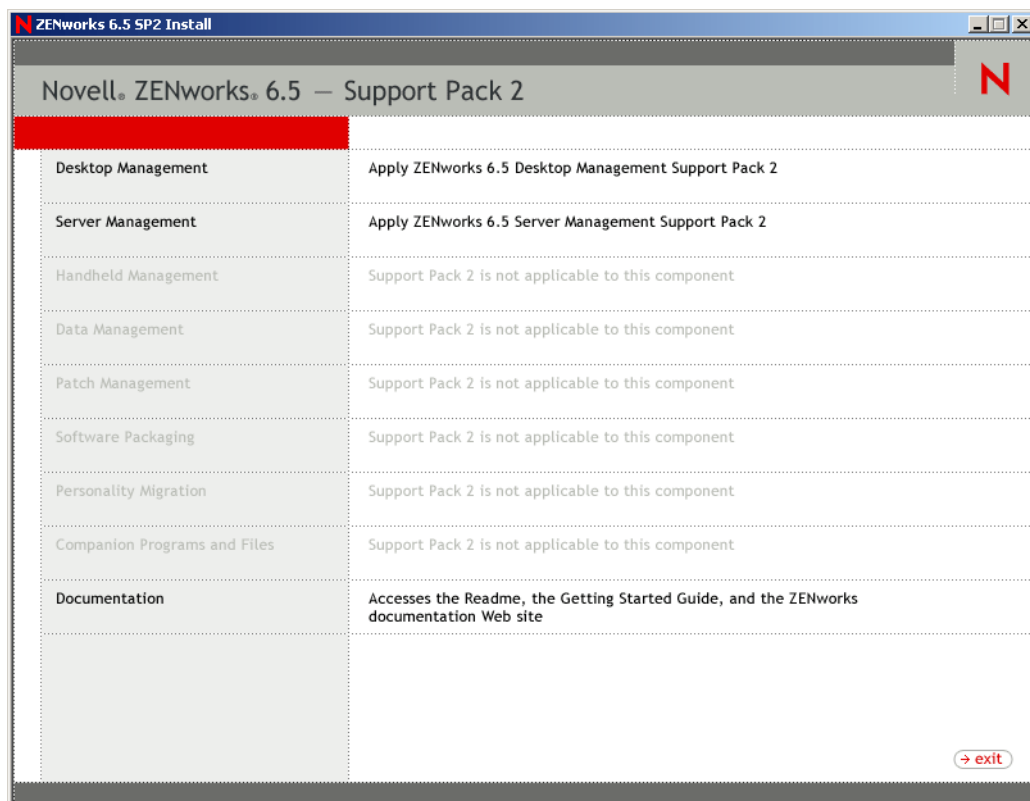 ZENworks 6.5 SP2 Install
Novell® ZENworks® 6.5 — Support Pack 2
N
Desktop Management
Apply ZENworks 6.5 Desktop Management Support Pack 2
Server Management
Apply ZENworks 6.5 Server Management Support Pack 2
Handheld Management
Support Pack 2 is not applicable to this component
Data Management
Support Pack 2 is not applicable to this component
Patch Management
Support Pack 2 is not applicable to this component
Software Packaging
Support Pack 2 is not applicable to this component
Personality Migration
Support Pack 2 is not applicable to this component
Companion Programs and Files
Support Pack 2 is not applicable to this component
Documentation
Accesses the Readme, the Getting Started Guide, and the ZENworks
documentation Web site
exit